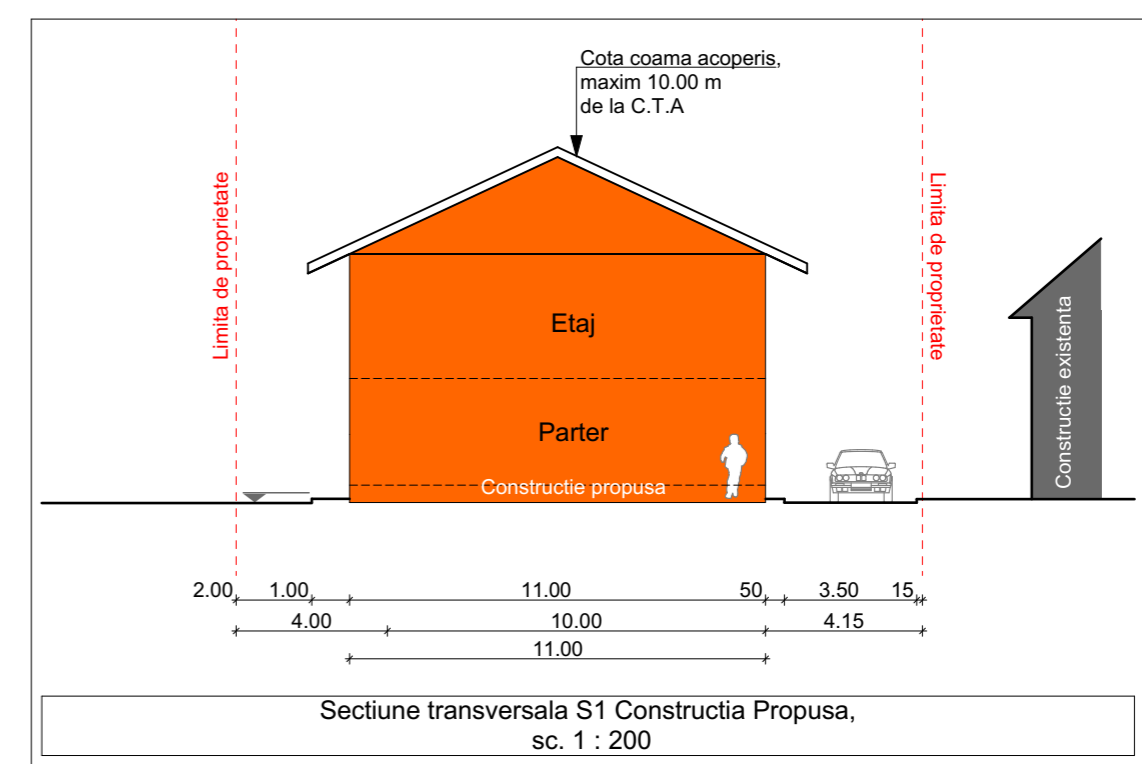 Cota coama acoperis,
maxim 10.00 m
de la C.T.A
Limita de proprietate
Limita de proprietate
Etaj
Parter
Constructie propusa
Constructie existenta
2.00 1.00 11.00 50 3.50 15
4.00 10.00 4.15
11.00
Sectiune transversala S1 Constructia Propusa,
sc. 1 : 200